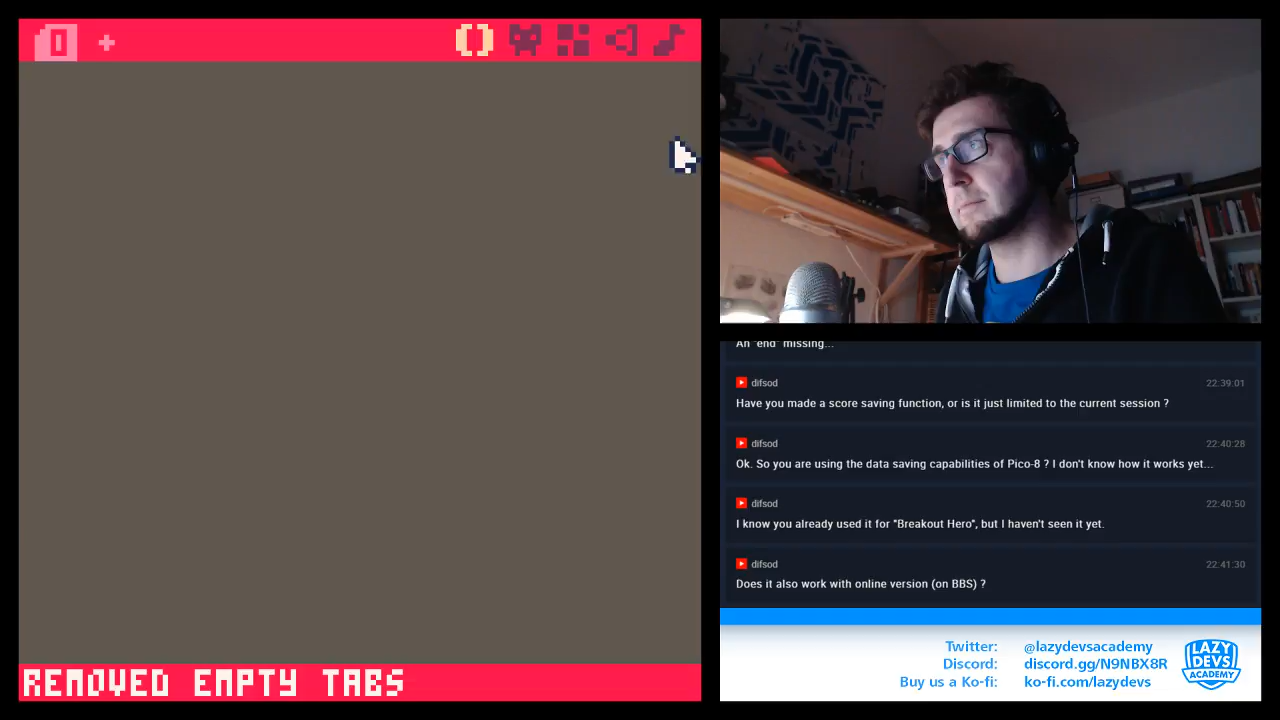 0 +
REMOVED EMPTY TABS
An "end" missing...
difsod 22:39:01
Have you made a score saving function, or is it just limited to the current session ?
difsod 22:40:28
Ok. So you are using the data saving capabilities of Pico-8 ? I don't know how it works yet...
difsod 22:40:50
I know you already used it for "Breakout Hero", but I haven't seen it yet.
difsod 22:41:30
Does it also work with online version (on BBS) ?
Twitter: @lazydevsacademy
Discord: discord.gg/N9NBX8R
Buy us a Ko-fi: ko-fi.com/lazydevs
LAZY
DEVS
ACADEMY